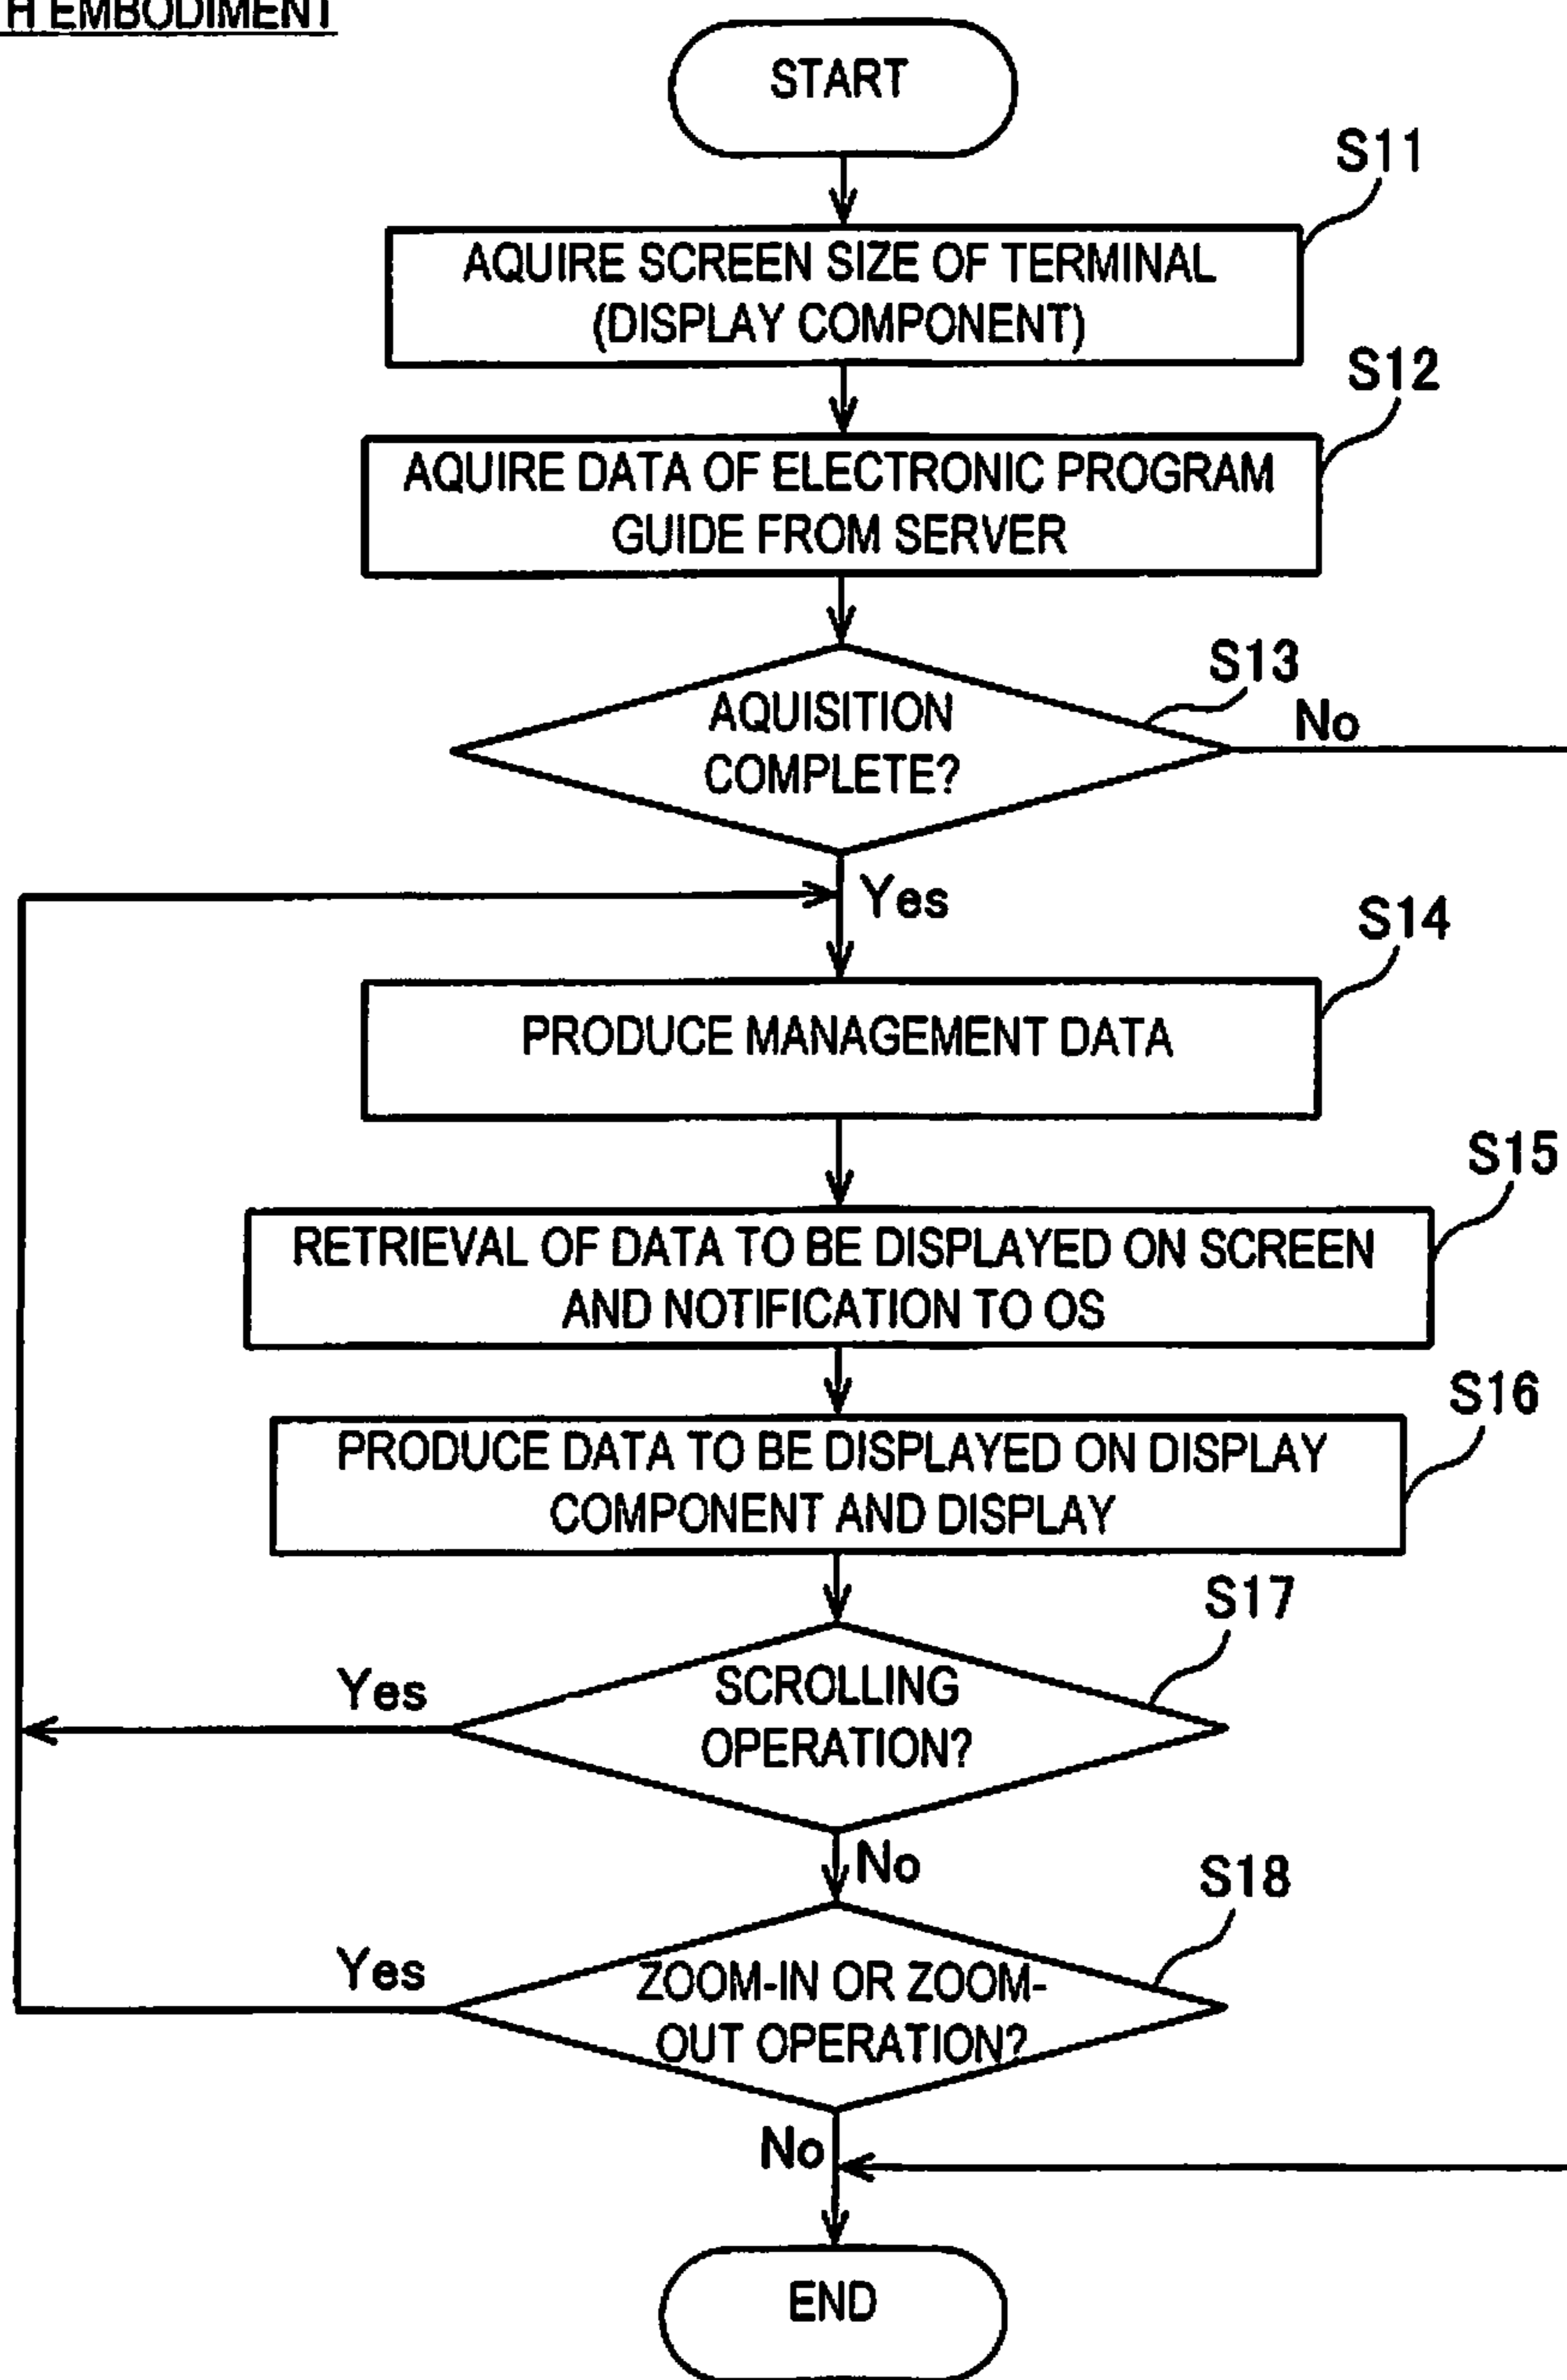 H EMBODIMENT
START
S11
AQUIRE SCREEN SIZE OF TERMINAL
(DISPLAY COMPONENT)
S12
AQUIRE DATA OF ELECTRONIC PROGRAM
GUIDE FROM SERVER
S13
AQUISITION
COMPLETE?
No
Yes
S14
PRODUCE MANAGEMENT DATA
S15
RETRIEVAL OF DATA TO BE DISPLAYED ON SCREEN
AND NOTIFICATION TO OS
S16
PRODUCE DATA TO BE DISPLAYED ON DISPLAY
COMPONENT AND DISPLAY
S17
SCROLLING
OPERATION?
Yes
No
S18
ZOOM-IN OR ZOOM-
OUT OPERATION?
Yes
No
END